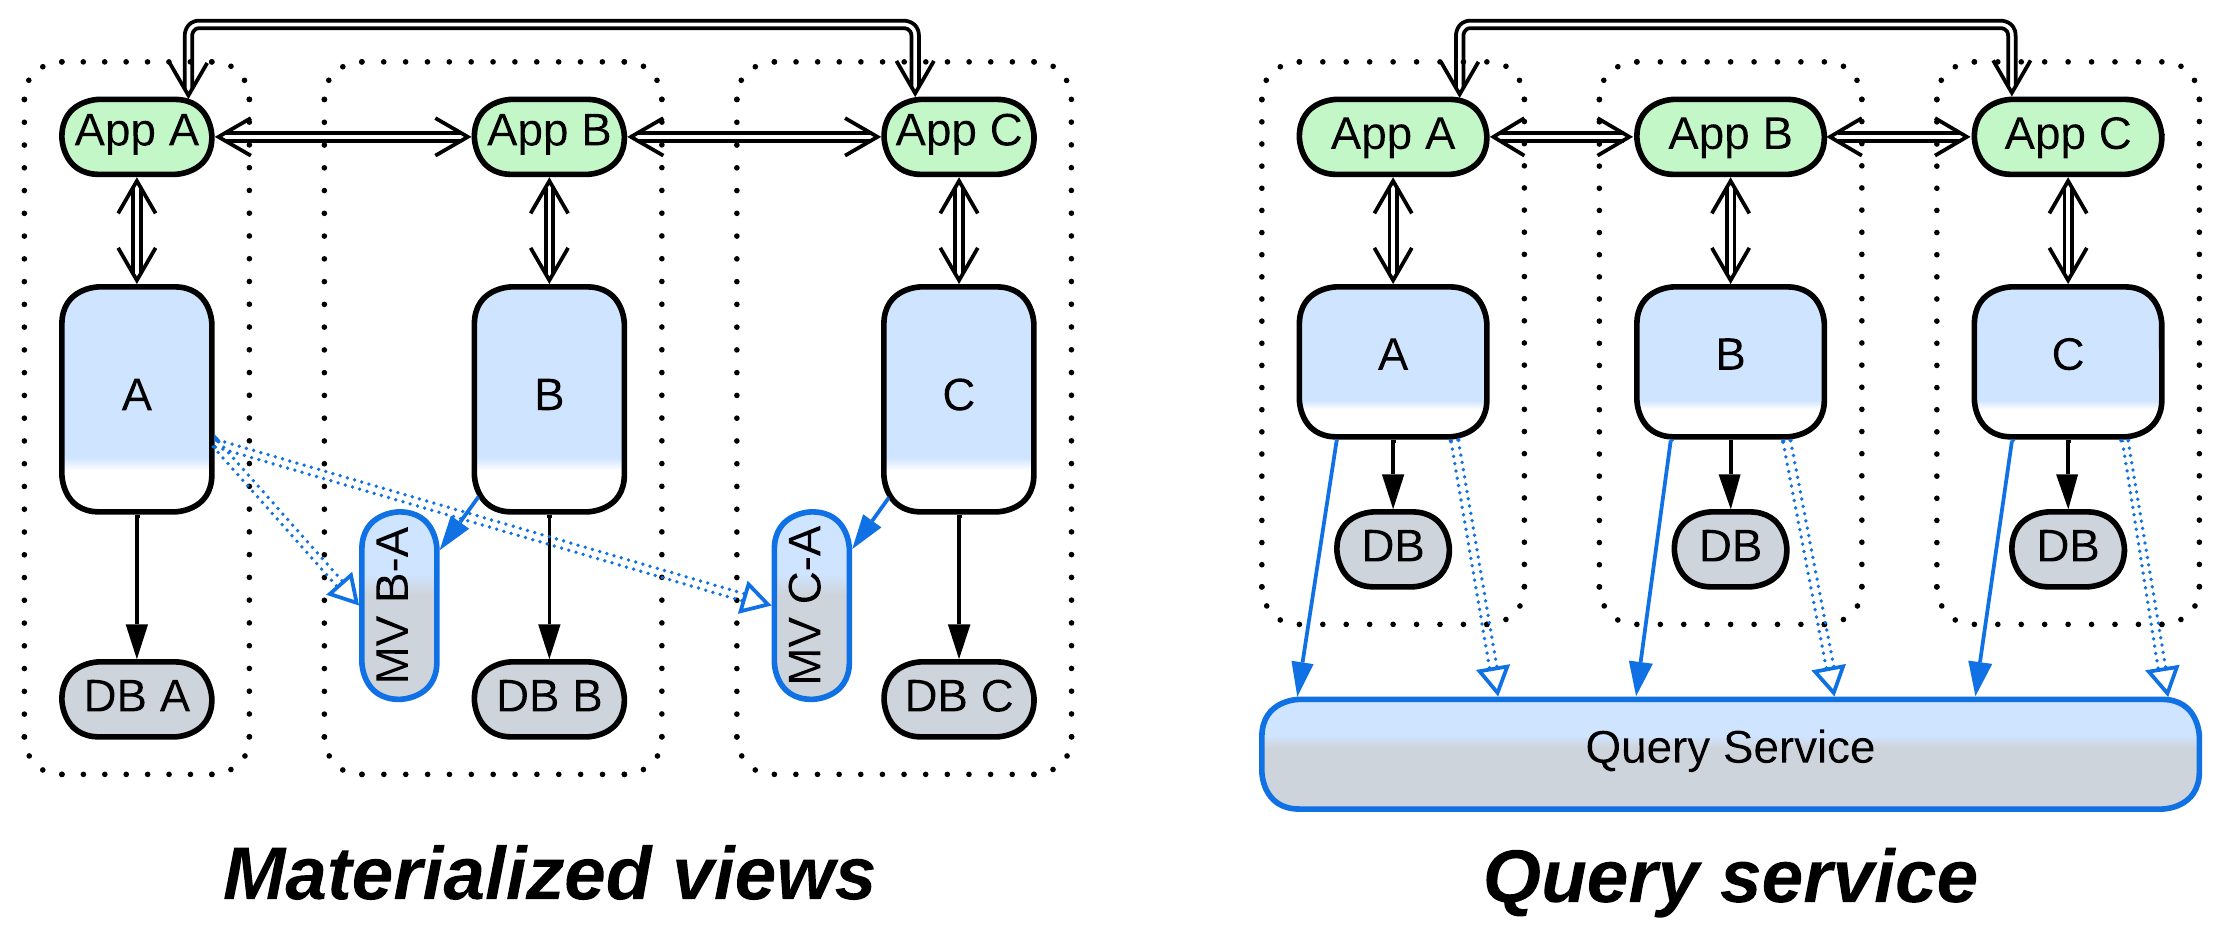 App A
App B
App C
A
B
C
MV B-A
MV C-A
DB A
DB B
DB C
Materialized views
App A
App B
App C
A
B
C
DB
DB
DB
Query Service
Query service